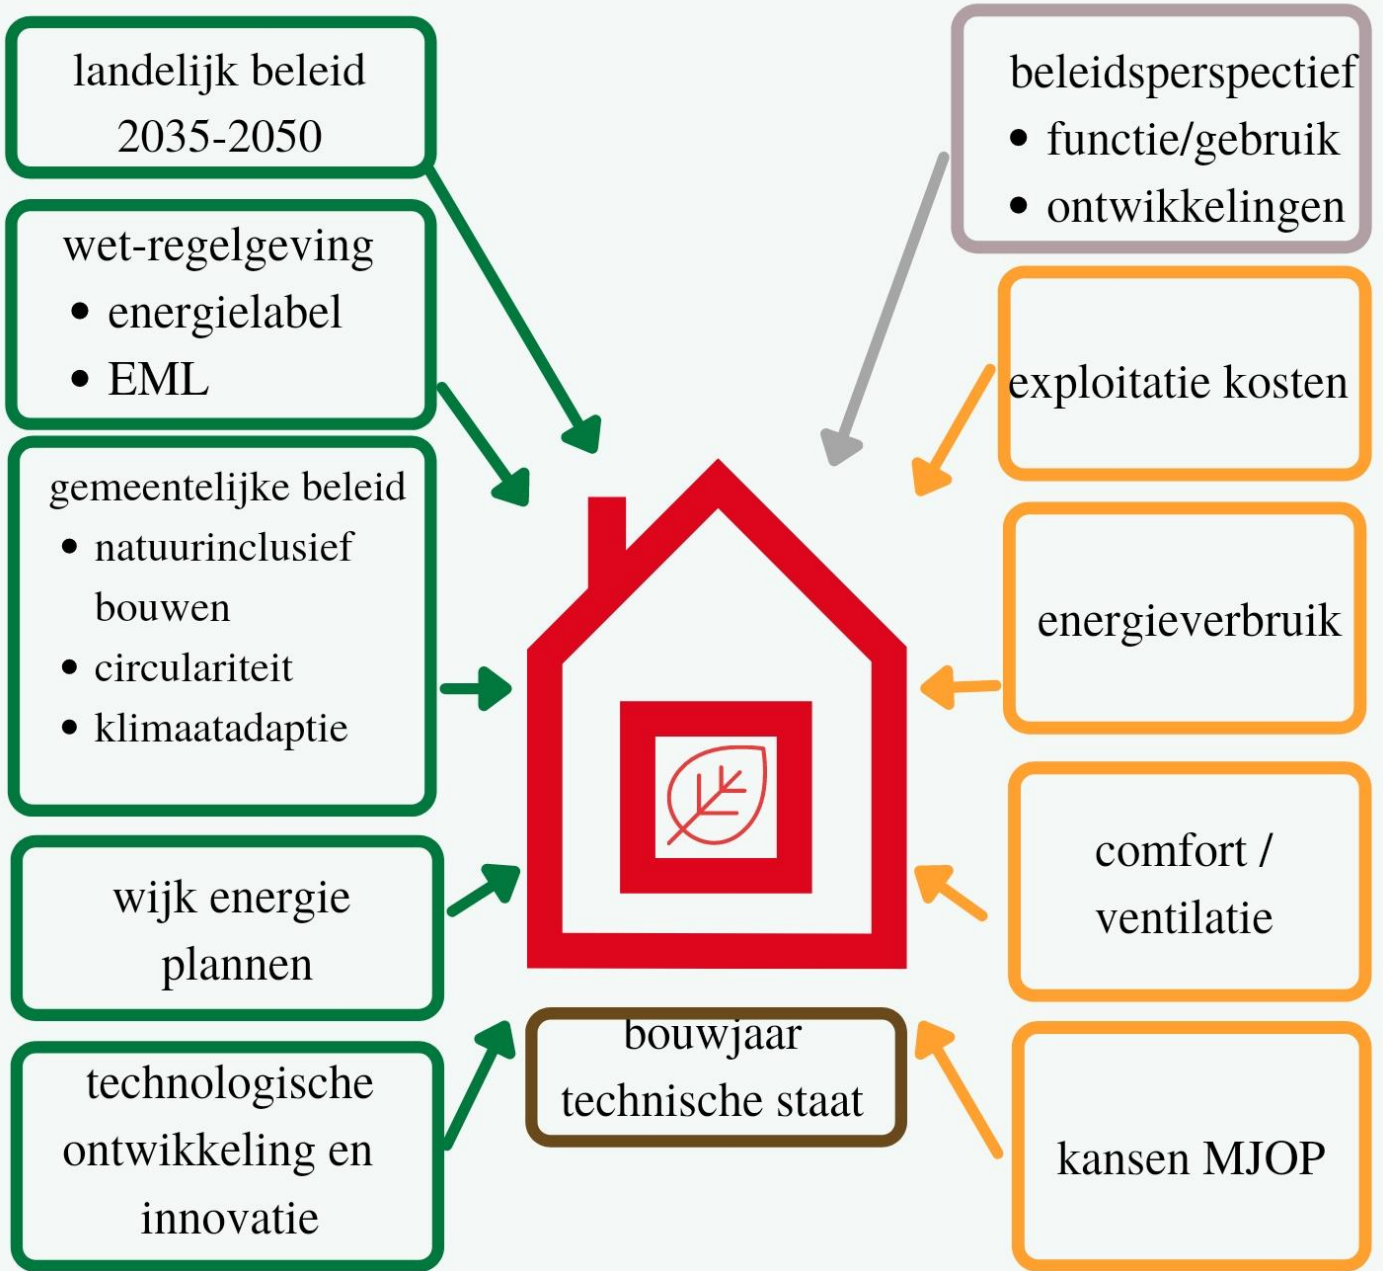 landelijk beleid
2035-2050
wet-regelgeving
• energielabel
• EML
gemeentelijke beleid
• natuurinclusief
bouwen
• circulariteit
• klimaatadaptie
wijk energie
plannen
technologische
ontwikkeling en
innovatie
bouwjaar
technische staat
beleidsperspectief
• functie/gebruik
• ontwikkelingen
exploitatie kosten
energieverbruik
comfort /
ventilatie
kansen MJOP